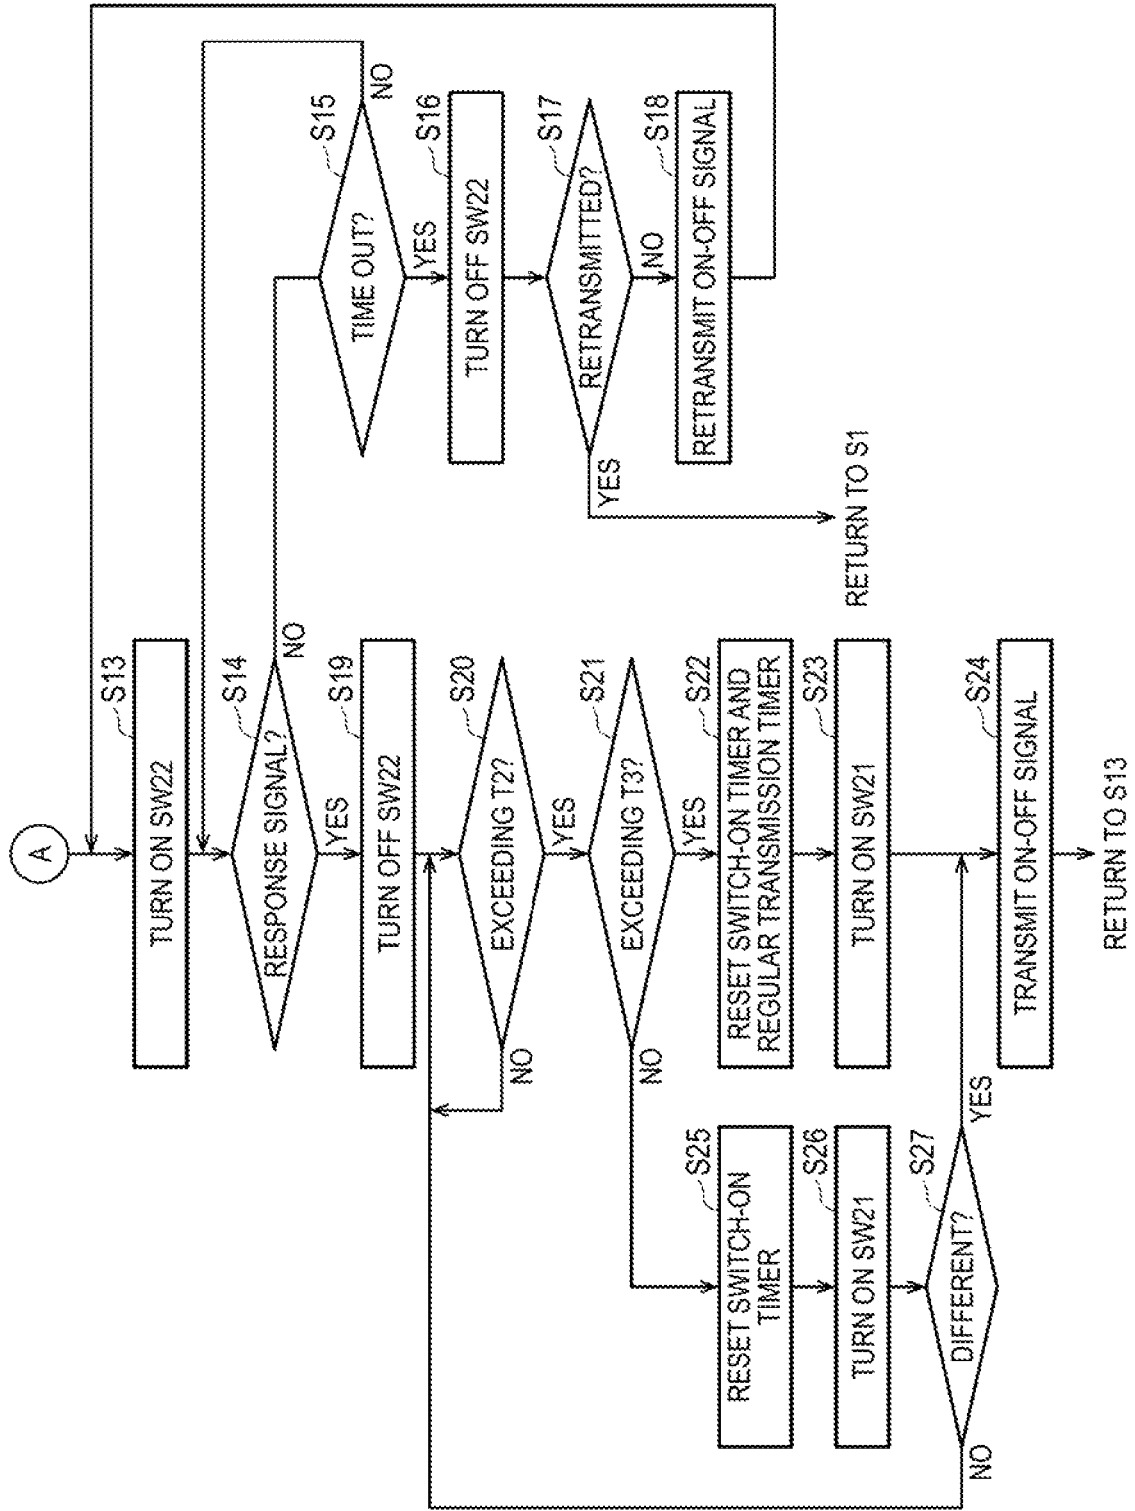 A
S13
TURN ON SW22
S14
RESPONSE SIGNAL?
NO
YES
S15
TIME OUT?
NO
YES
S16
TURN OFF SW22
S17
RETRANSMITTED?
YES
NO
S18
RETRANSMIT ON-OFF SIGNAL
RETURN TO S1
S19
TURN OFF SW22
S20
EXCEEDING T2?
NO
YES
S21
EXCEEDING T3?
NO
YES
S22
RESET SWITCH-ON TIMER AND
REGULAR TRANSMISSION TIMER
S23
TURN ON SW21
S24
TRANSMIT ON-OFF SIGNAL
RETURN TO S13
S25
RESET SWITCH-ON
TIMER
S26
TURN ON SW21
S27
DIFFERENT?
YES
NO